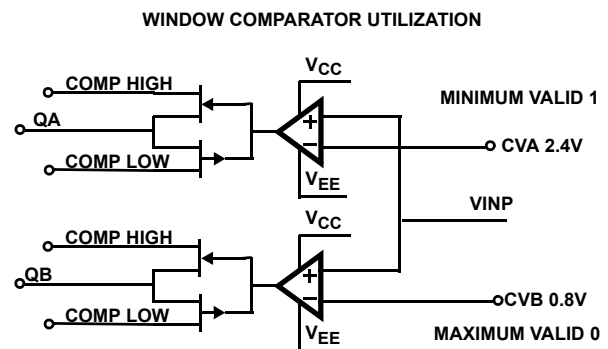 WINDOW COMPARATOR UTILIZATION
VCC
COMP HIGH
MINIMUM VALID 1
QA
+
−
CVA 2.4V
COMP LOW
VEE
VINP
VCC
COMP HIGH
QB
+
−
CVB 0.8V
COMP LOW
VEE
MAXIMUM VALID 0